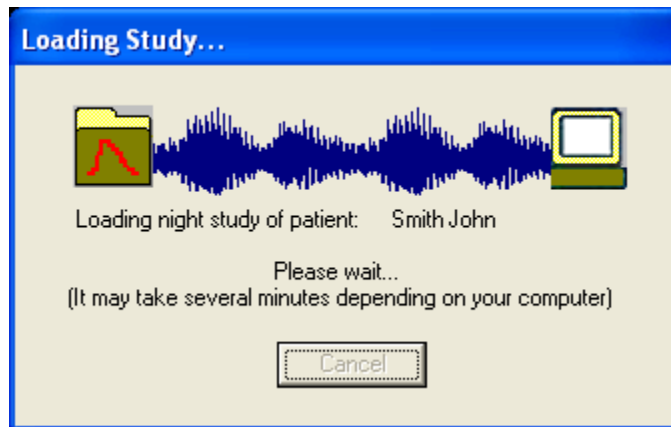 Loading Study...
Loading night study of patient: Smith John
Please wait...
(It may take several minutes depending on your computer)
Cancel